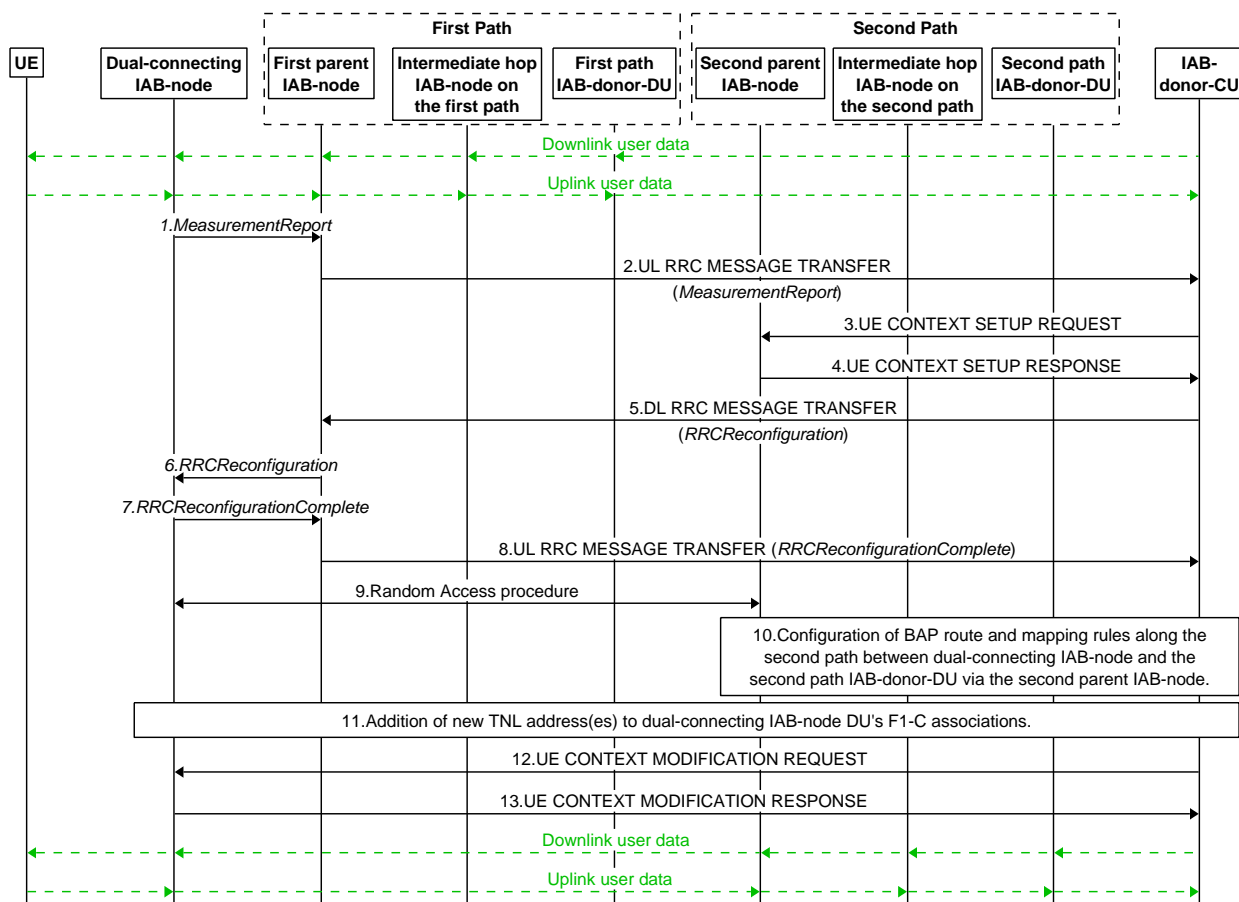 First Path
Second Path
UE
Dual-connecting
IAB-node
First parent
IAB-node
Intermediate hop
IAB-node on
the first path
First path
IAB-donor-DU
Second parent
IAB-node
Intermediate hop
IAB-node on
the second path
Second path
IAB-donor-DU
IAB-
donor-CU
Downlink user data
Uplink user data
1.MeasurementReport
2.UL RRC MESSAGE TRANSFER
(MeasurementReport)
3.UE CONTEXT SETUP REQUEST
4.UE CONTEXT SETUP RESPONSE
5.DL RRC MESSAGE TRANSFER
(RRCReconfiguration)
6.RRCReconfiguration
7.RRCReconfigurationComplete
8.UL RRC MESSAGE TRANSFER (RRCReconfigurationComplete)
9.Random Access procedure
10.Configuration of BAP route and mapping rules along the
second path between dual-connecting IAB-node and the
second path IAB-donor-DU via the second parent IAB-node.
11.Addition of new TNL address(es) to dual-connecting IAB-node DU's F1-C associations.
12.UE CONTEXT MODIFICATION REQUEST
13.UE CONTEXT MODIFICATION RESPONSE
Downlink user data
Uplink user data